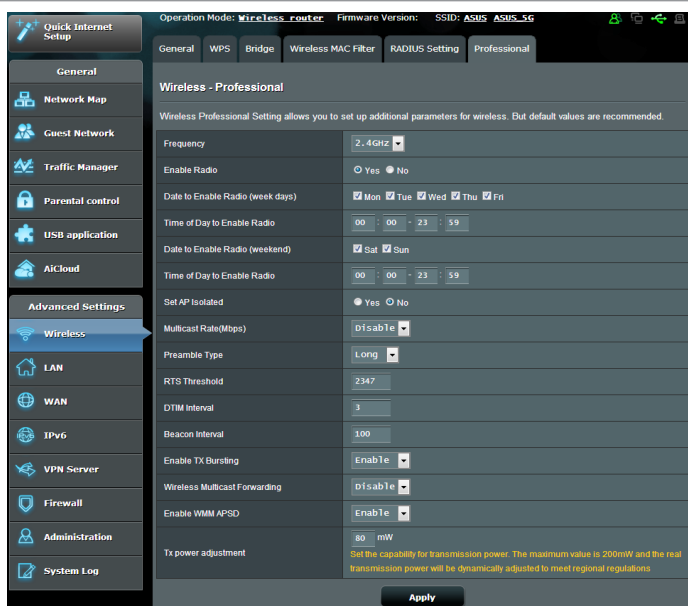 Quick Internet
Setup
Operation Mode: Wireless router Firmware Version: SSID: ASUS ASUS_5G
General WPS Bridge Wireless MAC Filter RADIUS Setting Professional
General
Network Map
Guest Network
Traffic Manager
Parental control
USB application
AiCloud
Advanced Settings
Wireless
LAN
WAN
IPv6
VPN Server
Firewall
Administration
System Log
Wireless - Professional
Wireless Professional Setting allows you to set up additional parameters for wireless. But default values are recommended.
Frequency 2.4GHz
Enable Radio Yes No
Date to Enable Radio (week days) Mon Tue Wed Thu Fri
Time of Day to Enable Radio 00 : 00 - 23 : 59
Date to Enable Radio (weekend) Sat Sun
Time of Day to Enable Radio 00 : 00 - 23 : 59
Set AP Isolated Yes No
Multicast Rate(Mbps) Disable
Preamble Type Long
RTS Threshold 2347
DTIM Interval 3
Beacon Interval 100
Enable TX Bursting Enable
Wireless Multicast Forwarding Disable
Enable WMM APSD Enable
Tx power adjustment 80 mW
Set the capability for transmission power. The maximum value is 200mW and the real
transmission power will be dynamically adjusted to meet regional regulations
Apply